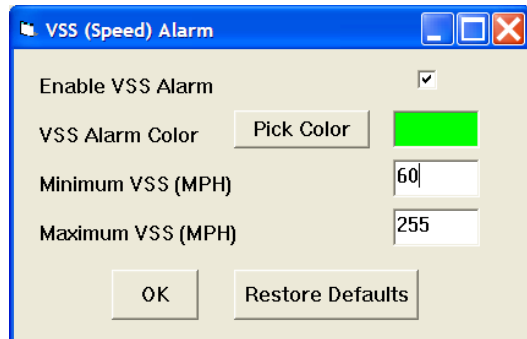 VSS (Speed) Alarm
Enable VSS Alarm
VSS Alarm Color Pick Color
Minimum VSS (MPH) 60
Maximum VSS (MPH) 255
OK Restore Defaults